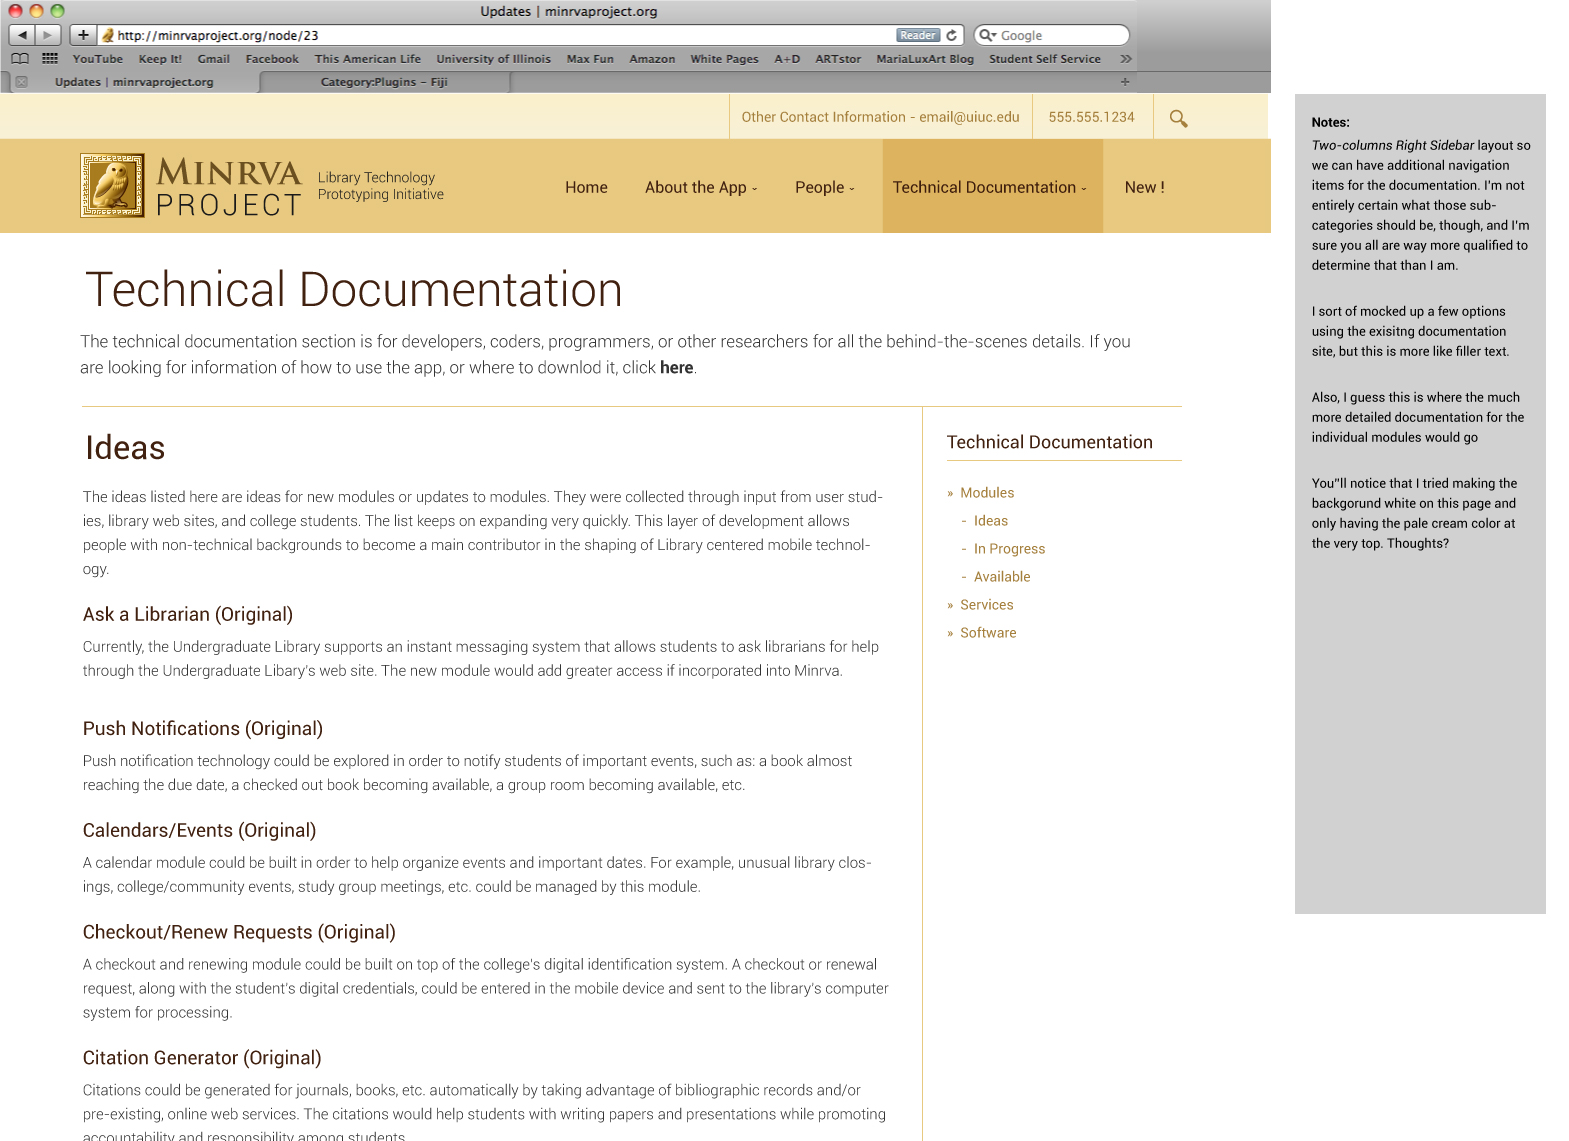 Updates | minrvaproject.org
http://minrvaproject.org/node/23
Reader
Google
YouTube Keep It! Gmail Facebook This American Life University of Illinois Max Fun Amazon White Pages A+D ARTstor MariaLuxArt Blog Student Self Service »
Updates | minrvaproject.org
Category:Plugins – Fiji
Other Contact Information - email@uiuc.edu
555.555.1234
MINRVA
PROJECT
Library Technology
Prototyping Initiative
Home
About the App
People
Technical Documentation
New !
Technical Documentation
The technical documentation section is for developers, coders, programmers, or other researchers for all the behind-the-scenes details. If you
are looking for information of how to use the app, or where to downlod it, click here.
Ideas
The ideas listed here are ideas for new modules or updates to modules. They were collected through input from user stud-
ies, library web sites, and college students. The list keeps on expanding very quickly. This layer of development allows
people with non-technical backgrounds to become a main contributor in the shaping of Library centered mobile technol-
ogy.
Ask a Librarian (Original)
Currently, the Undergraduate Library supports an instant messaging system that allows students to ask librarians for help
through the Undergraduate Libary's web site. The new module would add greater access if incorporated into Minrva.
Push Notifications (Original)
Push notification technology could be explored in order to notify students of important events, such as: a book almost
reaching the due date, a checked out book becoming available, a group room becoming available, etc.
Calendars/Events (Original)
A calendar module could be built in order to help organize events and important dates. For example, unusual library clos-
ings, college/community events, study group meetings, etc. could be managed by this module.
Checkout/Renew Requests (Original)
A checkout and renewing module could be built on top of the college's digital identification system. A checkout or renewal
request, along with the student's digital credentials, could be entered in the mobile device and sent to the library's computer
system for processing.
Citation Generator (Original)
Citations could be generated for journals, books, etc. automatically by taking advantage of bibliographic records and/or
pre-existing, online web services. The citations would help students with writing papers and presentations while promoting
accountability and responsibility among students.
Technical Documentation
» Modules
- Ideas
- In Progress
- Available
» Services
» Software
Notes:
Two-columns Right Sidebar layout so
we can have additional navigation
items for the documentation. I'm not
entirely certain what those sub-
categories should be, though, and I'm
sure you all are way more qualified to
determine that than I am.
I sort of mocked up a few options
using the exisitng documentation
site, but this is more like filler text.
Also, I guess this is where the much
more detailed documentation for the
individual modules would go
You"ll notice that I tried making the
backgorund white on this page and
only having the pale cream color at
the very top. Thoughts?